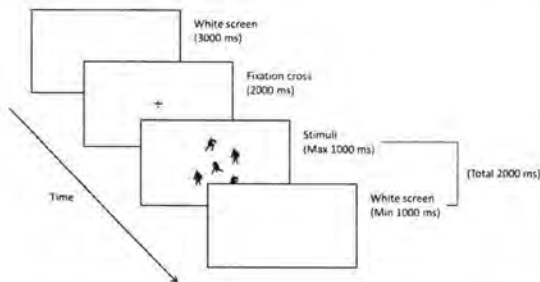 White screen
(3000 ms)
Fixation cross
(2000 ms)
Stimuli
(Max 1000 ms)
(Total 2000 ms)
White screen
(Min 1000 ms)
Time